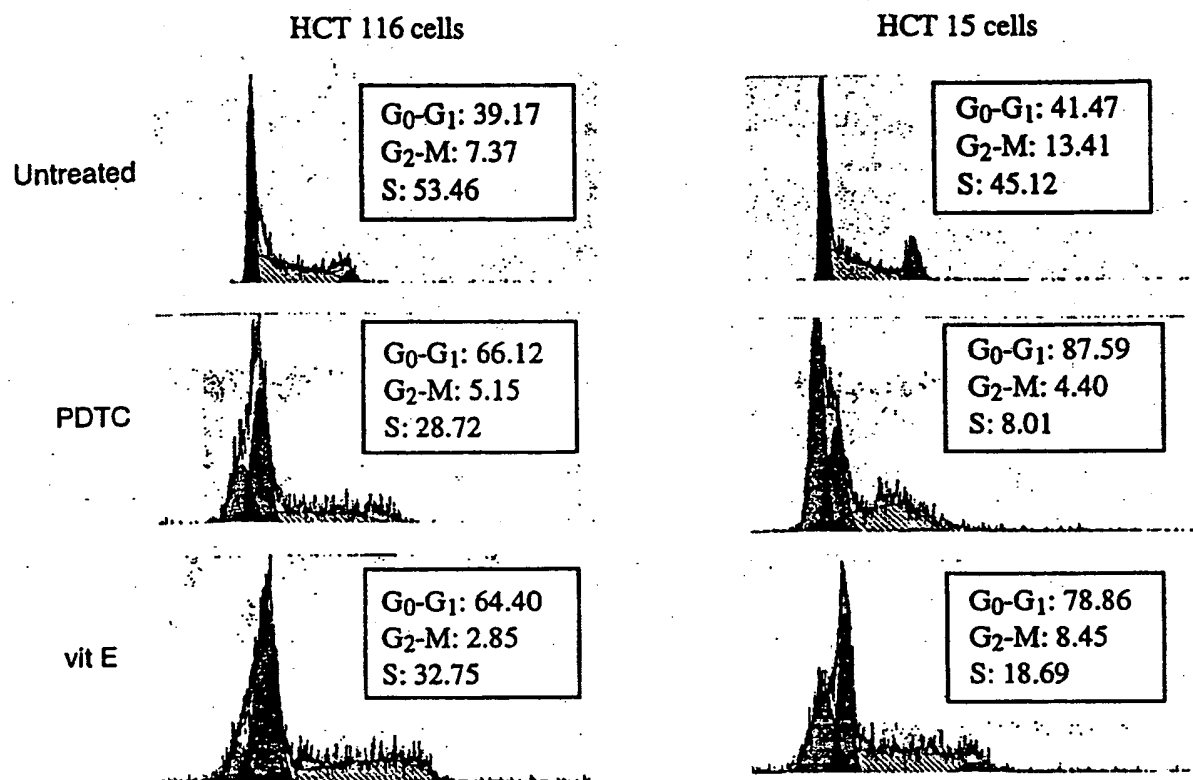 HCT 116 cells
HCT 15 cells
Untreated
G0-G1: 39.17
G2-M: 7.37
S: 53.46
G0-G1: 41.47
G2-M: 13.41
S: 45.12
PDTC
G0-G1: 66.12
G2-M: 5.15
S: 28.72
G0-G1: 87.59
G2-M: 4.40
S: 8.01
vit E
G0-G1: 64.40
G2-M: 2.85
S: 32.75
G0-G1: 78.86
G2-M: 8.45
S: 18.69